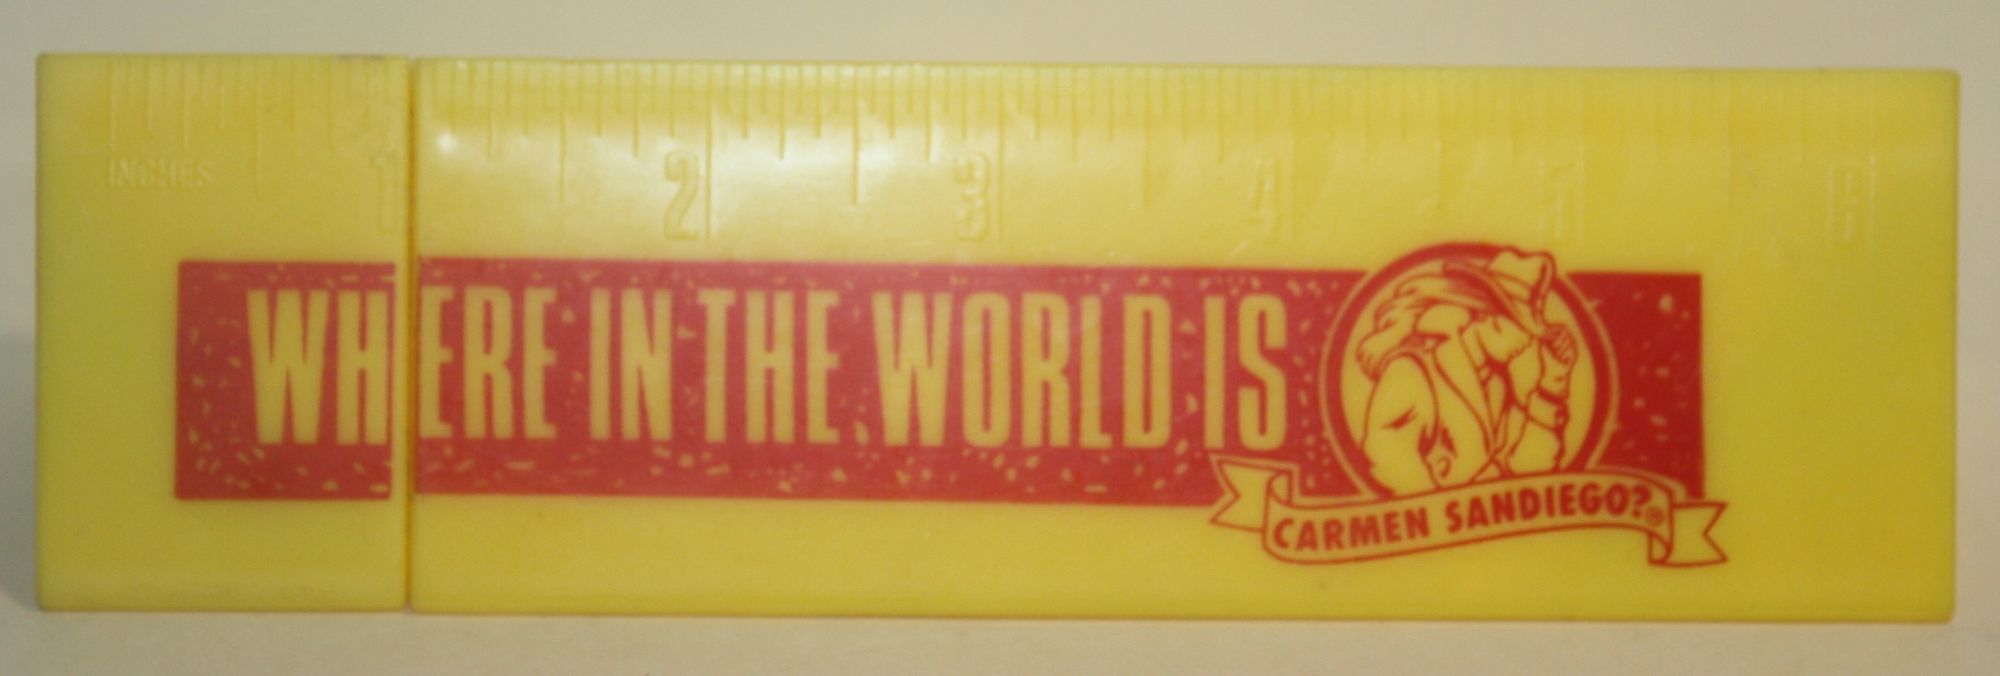 INCHES 1 2 3 4 5 6
WHERE IN THE WORLD IS
CARMEN SANDIEGO?®